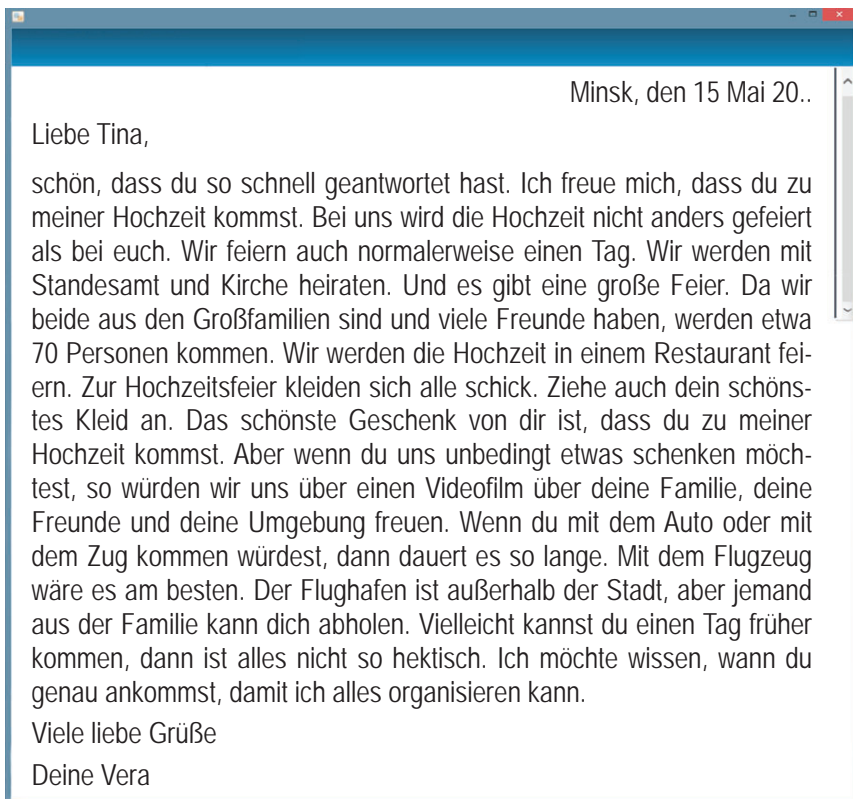 Minsk, den 15 Mai 20..
Liebe Tina,
schön, dass du so schnell geantwortet hast. Ich freue mich, dass du zu
meiner Hochzeit kommst. Bei uns wird die Hochzeit nicht anders gefeiert
als bei euch. Wir feiern auch normalerweise einen Tag. Wir werden mit
Standesamt und Kirche heiraten. Und es gibt eine große Feier. Da wir
beide aus den Großfamilien sind und viele Freunde haben, werden etwa
70 Personen kommen. Wir werden die Hochzeit in einem Restaurant fei-
ern. Zur Hochzeitsfeier kleiden sich alle schick. Ziehe auch dein schöns-
tes Kleid an. Das schönste Geschenk von dir ist, dass du zu meiner
Hochzeit kommst. Aber wenn du uns unbedingt etwas schenken möch-
test, so würden wir uns über einen Videofilm über deine Familie, deine
Freunde und deine Umgebung freuen. Wenn du mit dem Auto oder mit
dem Zug kommen würdest, dann dauert es so lange. Mit dem Flugzeug
wäre es am besten. Der Flughafen ist außerhalb der Stadt, aber jemand
aus der Familie kann dich abholen. Vielleicht kannst du einen Tag früher
kommen, dann ist alles nicht so hektisch. Ich möchte wissen, wann du
genau ankommst, damit ich alles organisieren kann.
Viele liebe Grüße
Deine Vera